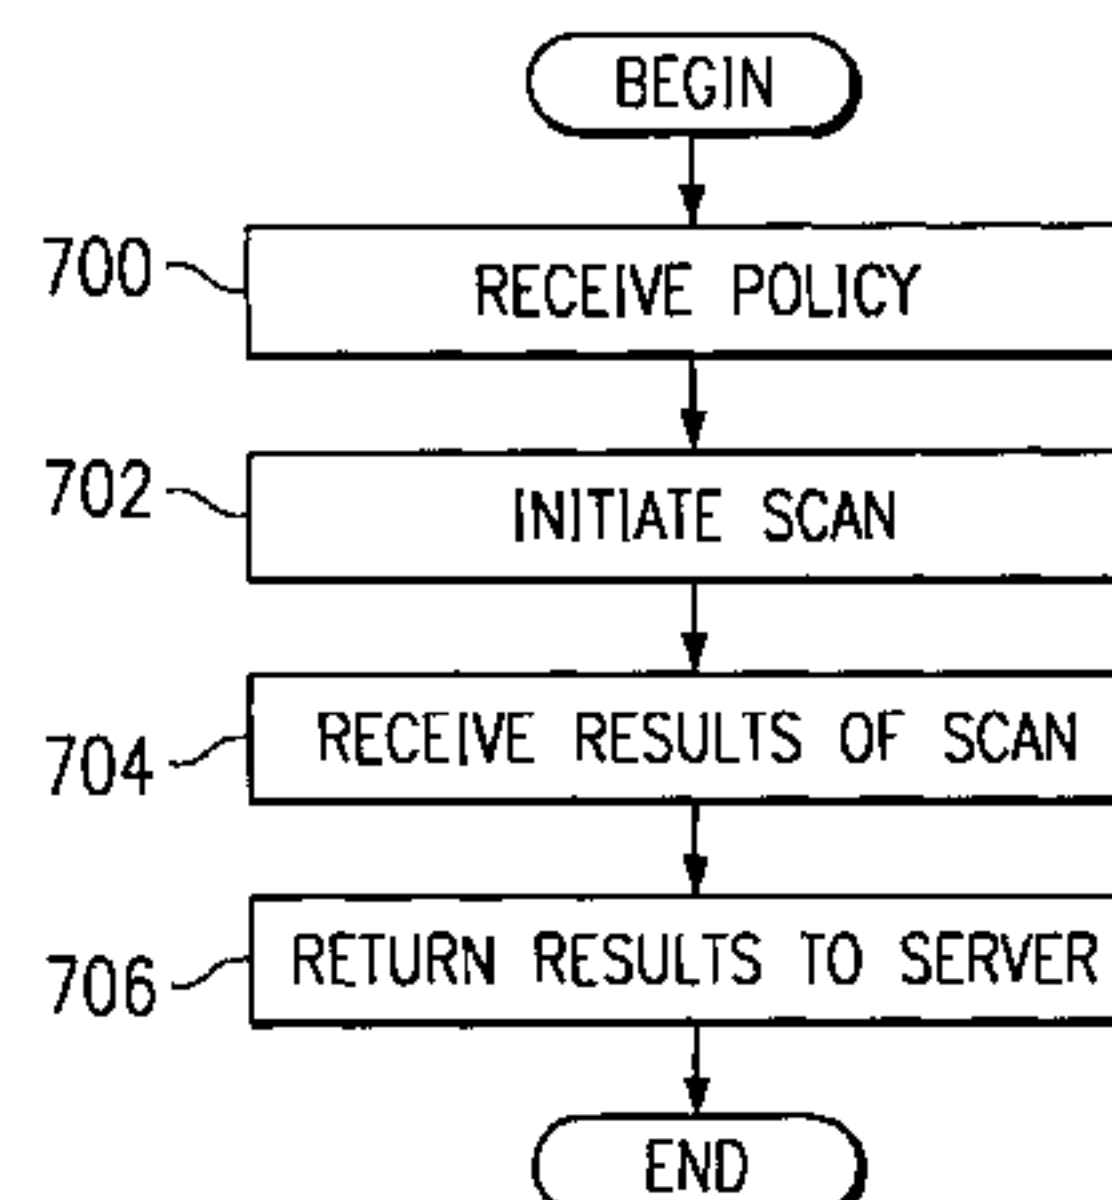 BEGIN
700
RECEIVE POLICY
702
INITIATE SCAN
704
RECEIVE RESULTS OF SCAN
706
RETURN RESULTS TO SERVER
END